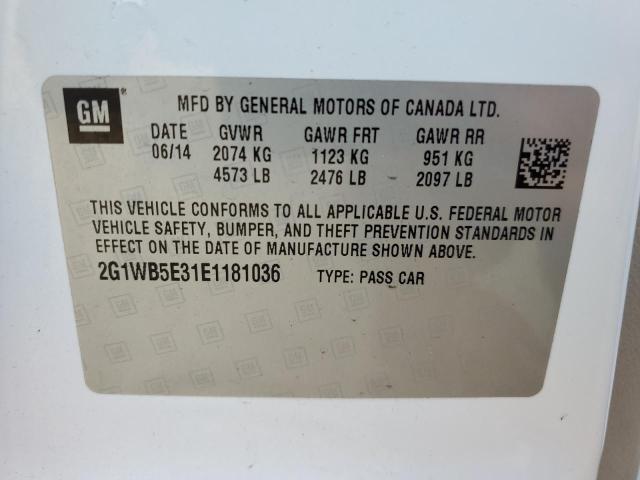 GM ®
MFD BY GENERAL MOTORS OF CANADA LTD.
DATE GVWR GAWR FRT GAWR RR
06/14 2074 KG 1123 KG 951 KG
4573 LB 2476 LB 2097 LB
THIS VEHICLE CONFORMS TO ALL APPLICABLE U.S. FEDERAL MOTOR
VEHICLE SAFETY, BUMPER, AND THEFT PREVENTION STANDARDS IN
EFFECT ON THE DATE OF MANUFACTURE SHOWN ABOVE.
2G1WB5E31E1181036 TYPE: PASS CAR